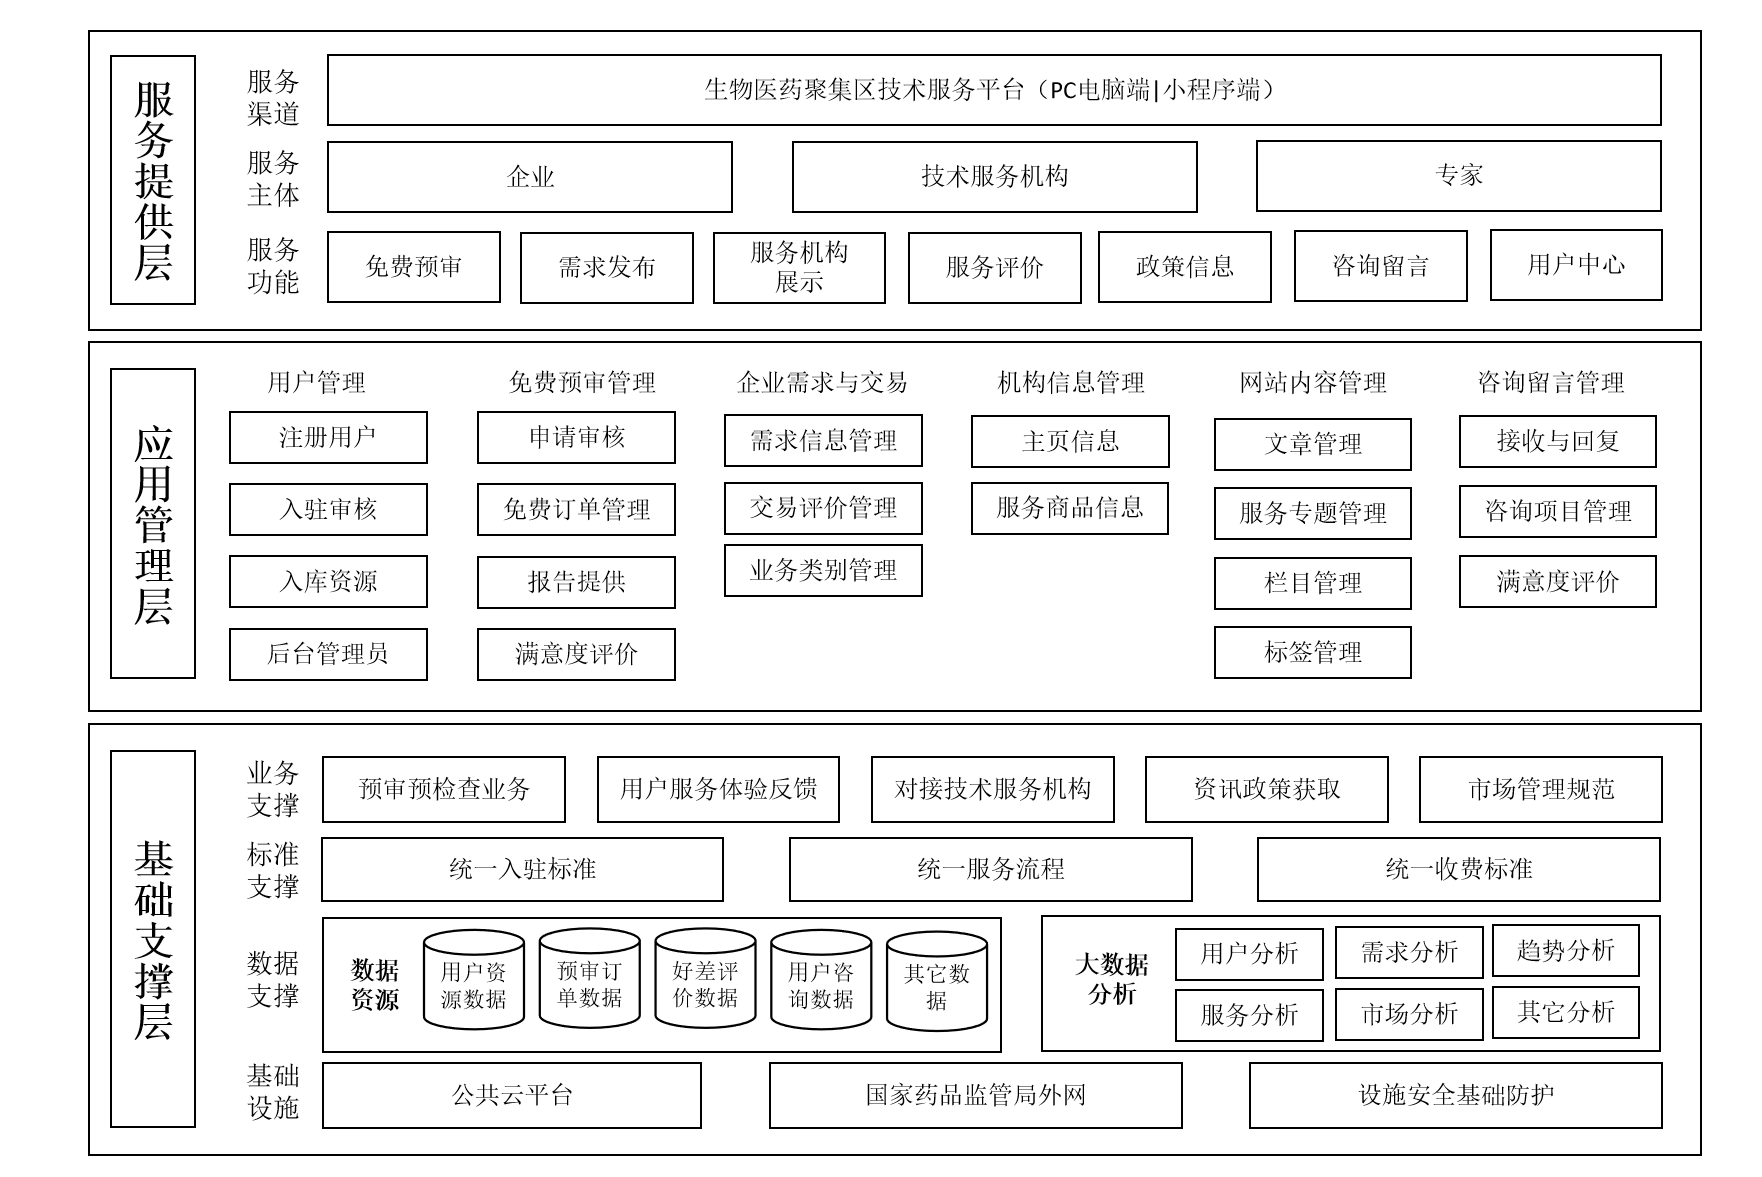 服务提供层
服务
渠道
生物医药聚集区技术服务平台（PC电脑端|小程序端）
服务
主体
企业
技术服务机构
专家
服务
功能
免费预审
需求发布
服务机构
展示
服务评价
政策信息
咨询留言
用户中心
应用管理层
用户管理
注册用户
入驻审核
入库资源
后台管理员
免费预审管理
申请审核
免费订单管理
报告提供
满意度评价
企业需求与交易
需求信息管理
交易评价管理
业务类别管理
机构信息管理
主页信息
服务商品信息
网站内容管理
文章管理
服务专题管理
栏目管理
标签管理
咨询留言管理
接收与回复
咨询项目管理
满意度评价
基础支撑层
业务
支撑
预审预检查业务
用户服务体验反馈
对接技术服务机构
资讯政策获取
市场管理规范
标准
支撑
统一入驻标准
统一服务流程
统一收费标准
数据
支撑
数据
资源
用户资
源数据
预审订
单数据
好差评
价数据
用户咨
询数据
其它数
据
大数据
分析
用户分析
需求分析
趋势分析
服务分析
市场分析
其它分析
基础
设施
公共云平台
国家药品监管局外网
设施安全基础防护